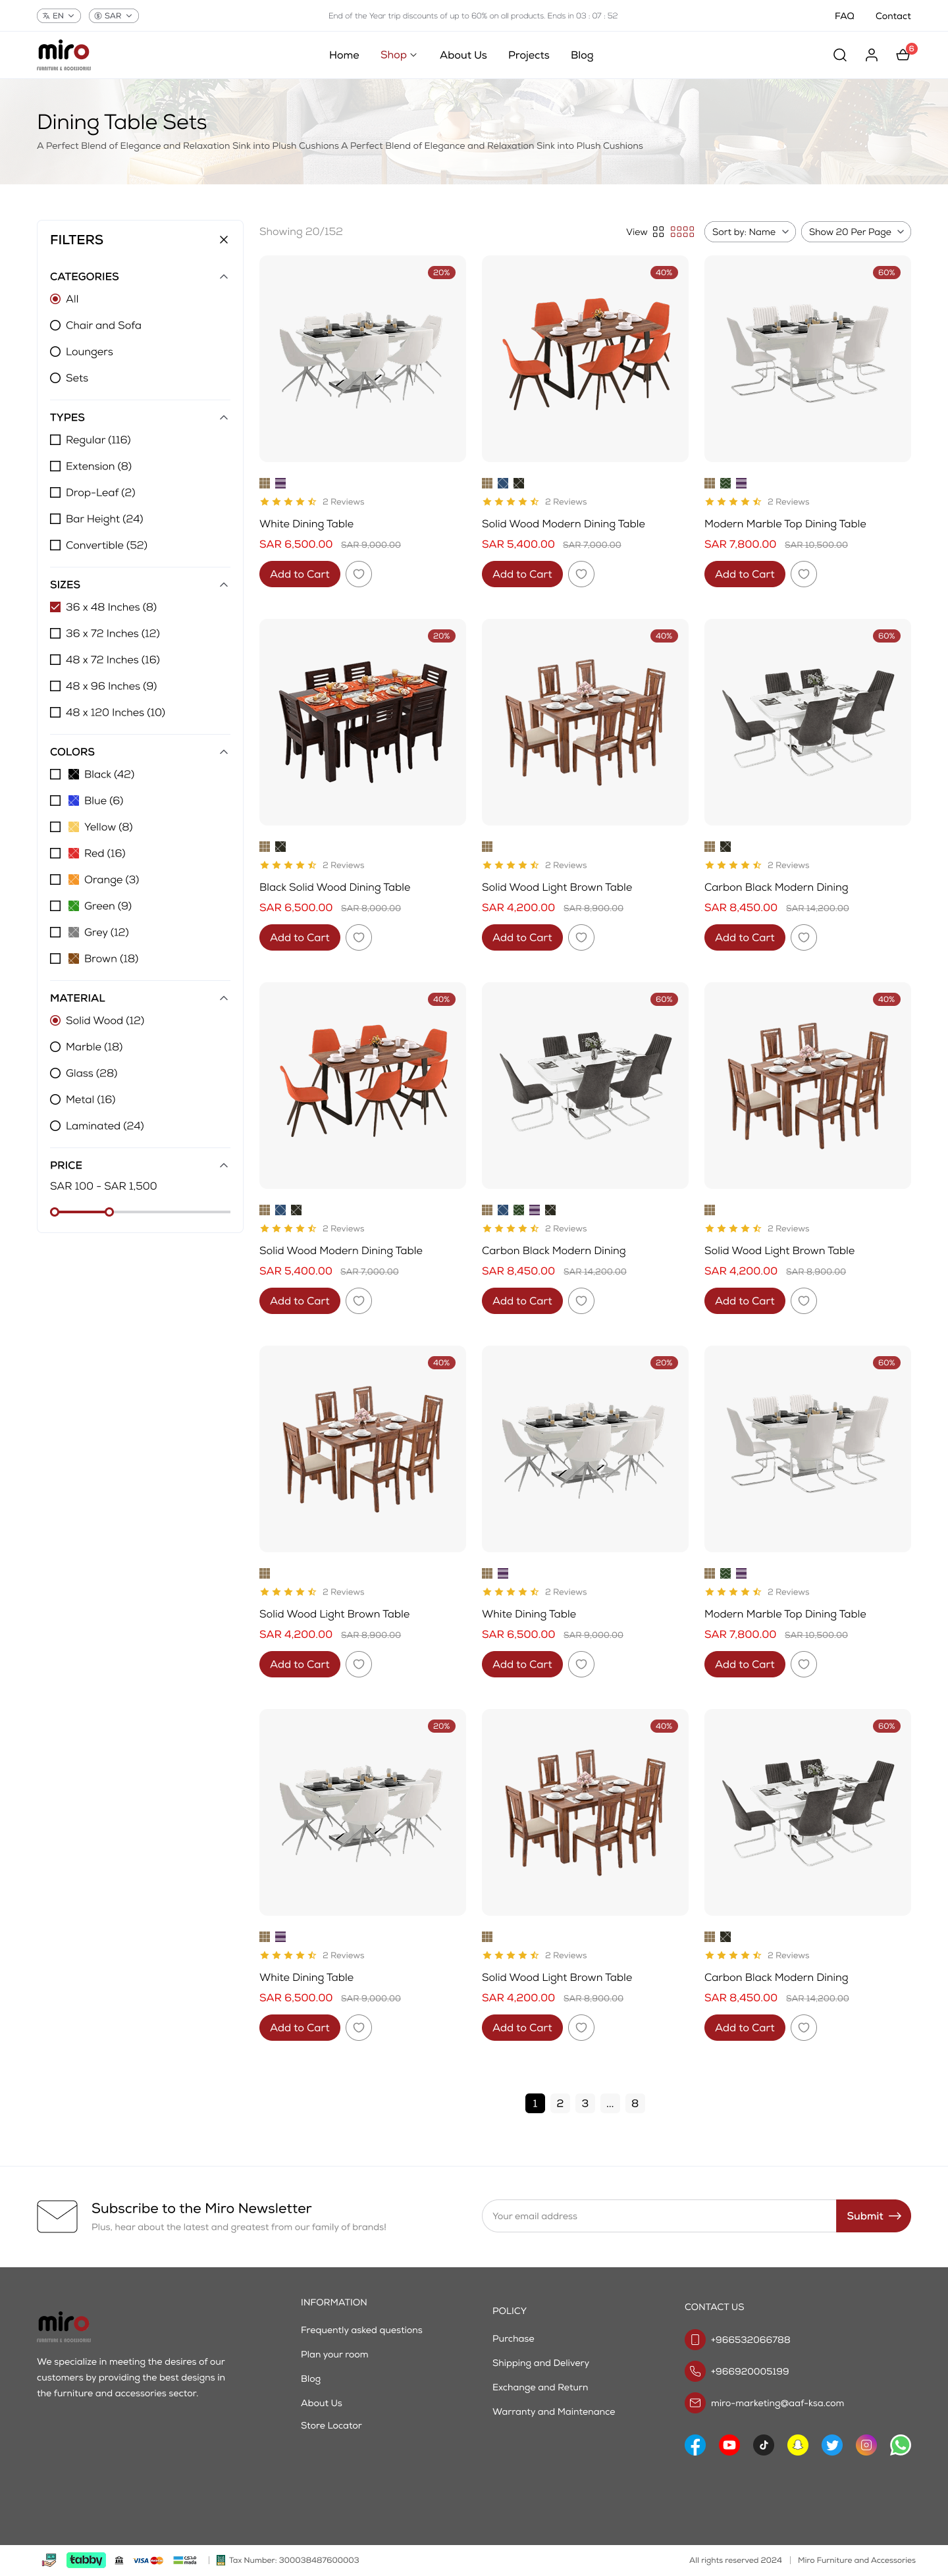 EN
SAR
End of the Year trip discounts of up to 60% on all products. Ends in 03 : 07 : 52
FAQ
Contact
miro
FURNITURE & ACCESSORIES
Home
Shop
About Us
Projects
Blog
6
Dining Table Sets
A Perfect Blend of Elegance and Relaxation Sink into Plush Cushions A Perfect Blend of Elegance and Relaxation Sink into Plush Cushions
FILTERS
CATEGORIES
All
Chair and Sofa
Loungers
Sets
TYPES
Regular (116)
Extension (8)
Drop-Leaf (2)
Bar Height (24)
Convertible (52)
SIZES
36 x 48 Inches (8)
36 x 72 Inches (12)
48 x 72 Inches (16)
48 x 96 Inches (9)
48 x 120 Inches (10)
COLORS
Black (42)
Blue (6)
Yellow (8)
Red (16)
Orange (3)
Green (9)
Grey (12)
Brown (18)
MATERIAL
Solid Wood (12)
Marble (18)
Glass (28)
Metal (16)
Laminated (24)
PRICE
SAR 100 - SAR 1,500
Showing 20/152
View
Sort by: Name
Show 20 Per Page
20%
2 Reviews
White Dining Table
SAR 6,500.00 SAR 9,000.00
Add to Cart
40%
2 Reviews
Solid Wood Modern Dining Table
SAR 5,400.00 SAR 7,000.00
Add to Cart
60%
2 Reviews
Modern Marble Top Dining Table
SAR 7,800.00 SAR 10,500.00
Add to Cart
20%
2 Reviews
Black Solid Wood Dining Table
SAR 6,500.00 SAR 8,000.00
Add to Cart
40%
2 Reviews
Solid Wood Light Brown Table
SAR 4,200.00 SAR 8,900.00
Add to Cart
60%
2 Reviews
Carbon Black Modern Dining
SAR 8,450.00 SAR 14,200.00
Add to Cart
40%
2 Reviews
Solid Wood Modern Dining Table
SAR 5,400.00 SAR 7,000.00
Add to Cart
60%
2 Reviews
Carbon Black Modern Dining
SAR 8,450.00 SAR 14,200.00
Add to Cart
40%
2 Reviews
Solid Wood Light Brown Table
SAR 4,200.00 SAR 8,900.00
Add to Cart
40%
2 Reviews
Solid Wood Light Brown Table
SAR 4,200.00 SAR 8,900.00
Add to Cart
20%
2 Reviews
White Dining Table
SAR 6,500.00 SAR 9,000.00
Add to Cart
60%
2 Reviews
Modern Marble Top Dining Table
SAR 7,800.00 SAR 10,500.00
Add to Cart
20%
2 Reviews
White Dining Table
SAR 6,500.00 SAR 9,000.00
Add to Cart
40%
2 Reviews
Solid Wood Light Brown Table
SAR 4,200.00 SAR 8,900.00
Add to Cart
60%
2 Reviews
Carbon Black Modern Dining
SAR 8,450.00 SAR 14,200.00
Add to Cart
1 2 3 ... 8
Subscribe to the Miro Newsletter
Plus, hear about the latest and greatest from our family of brands!
Your email address
Submit
miro
FURNITURE & ACCESSORIES
We specialize in meeting the desires of our
customers by providing the best designs in
the furniture and accessories sector.
INFORMATION
Frequently asked questions
Plan your room
Blog
About Us
Store Locator
POLICY
Purchase
Shipping and Delivery
Exchange and Return
Warranty and Maintenance
CONTACT US
+966532066788
+966920005199
miro-marketing@aaf-ksa.com
tabby
VISA
mada
Tax Number: 300038487600003
All rights reserved 2024
Miro Furniture and Accessories